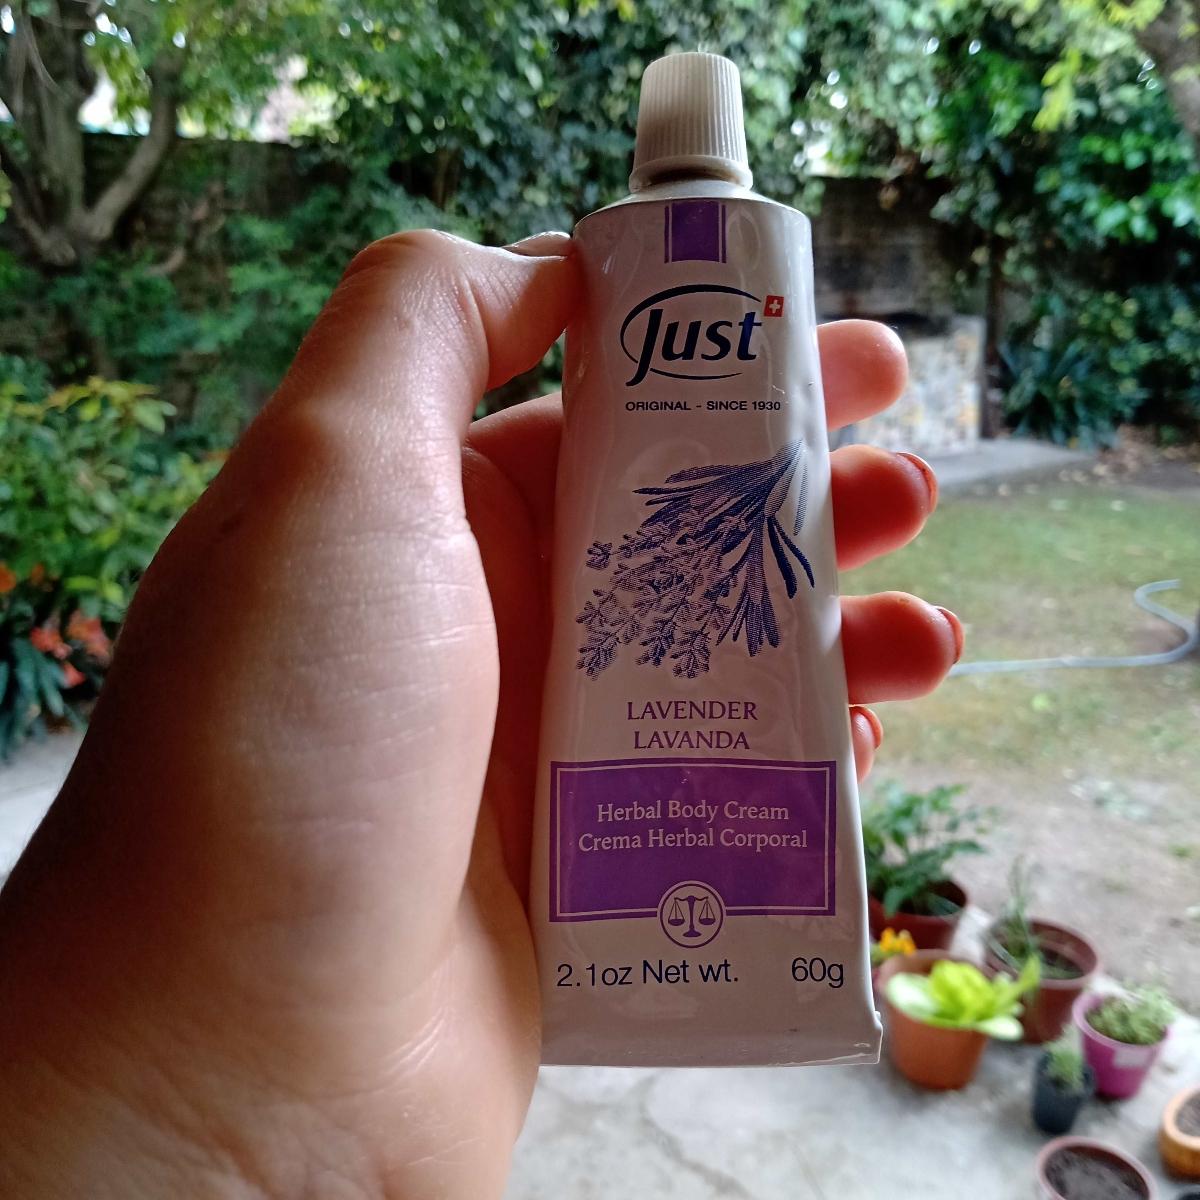 Just
ORIGINAL - SINCE 1930
LAVENDER
LAVANDA
Herbal Body Cream
Crema Herbal Corporal
2.1oz Net wt. 60g